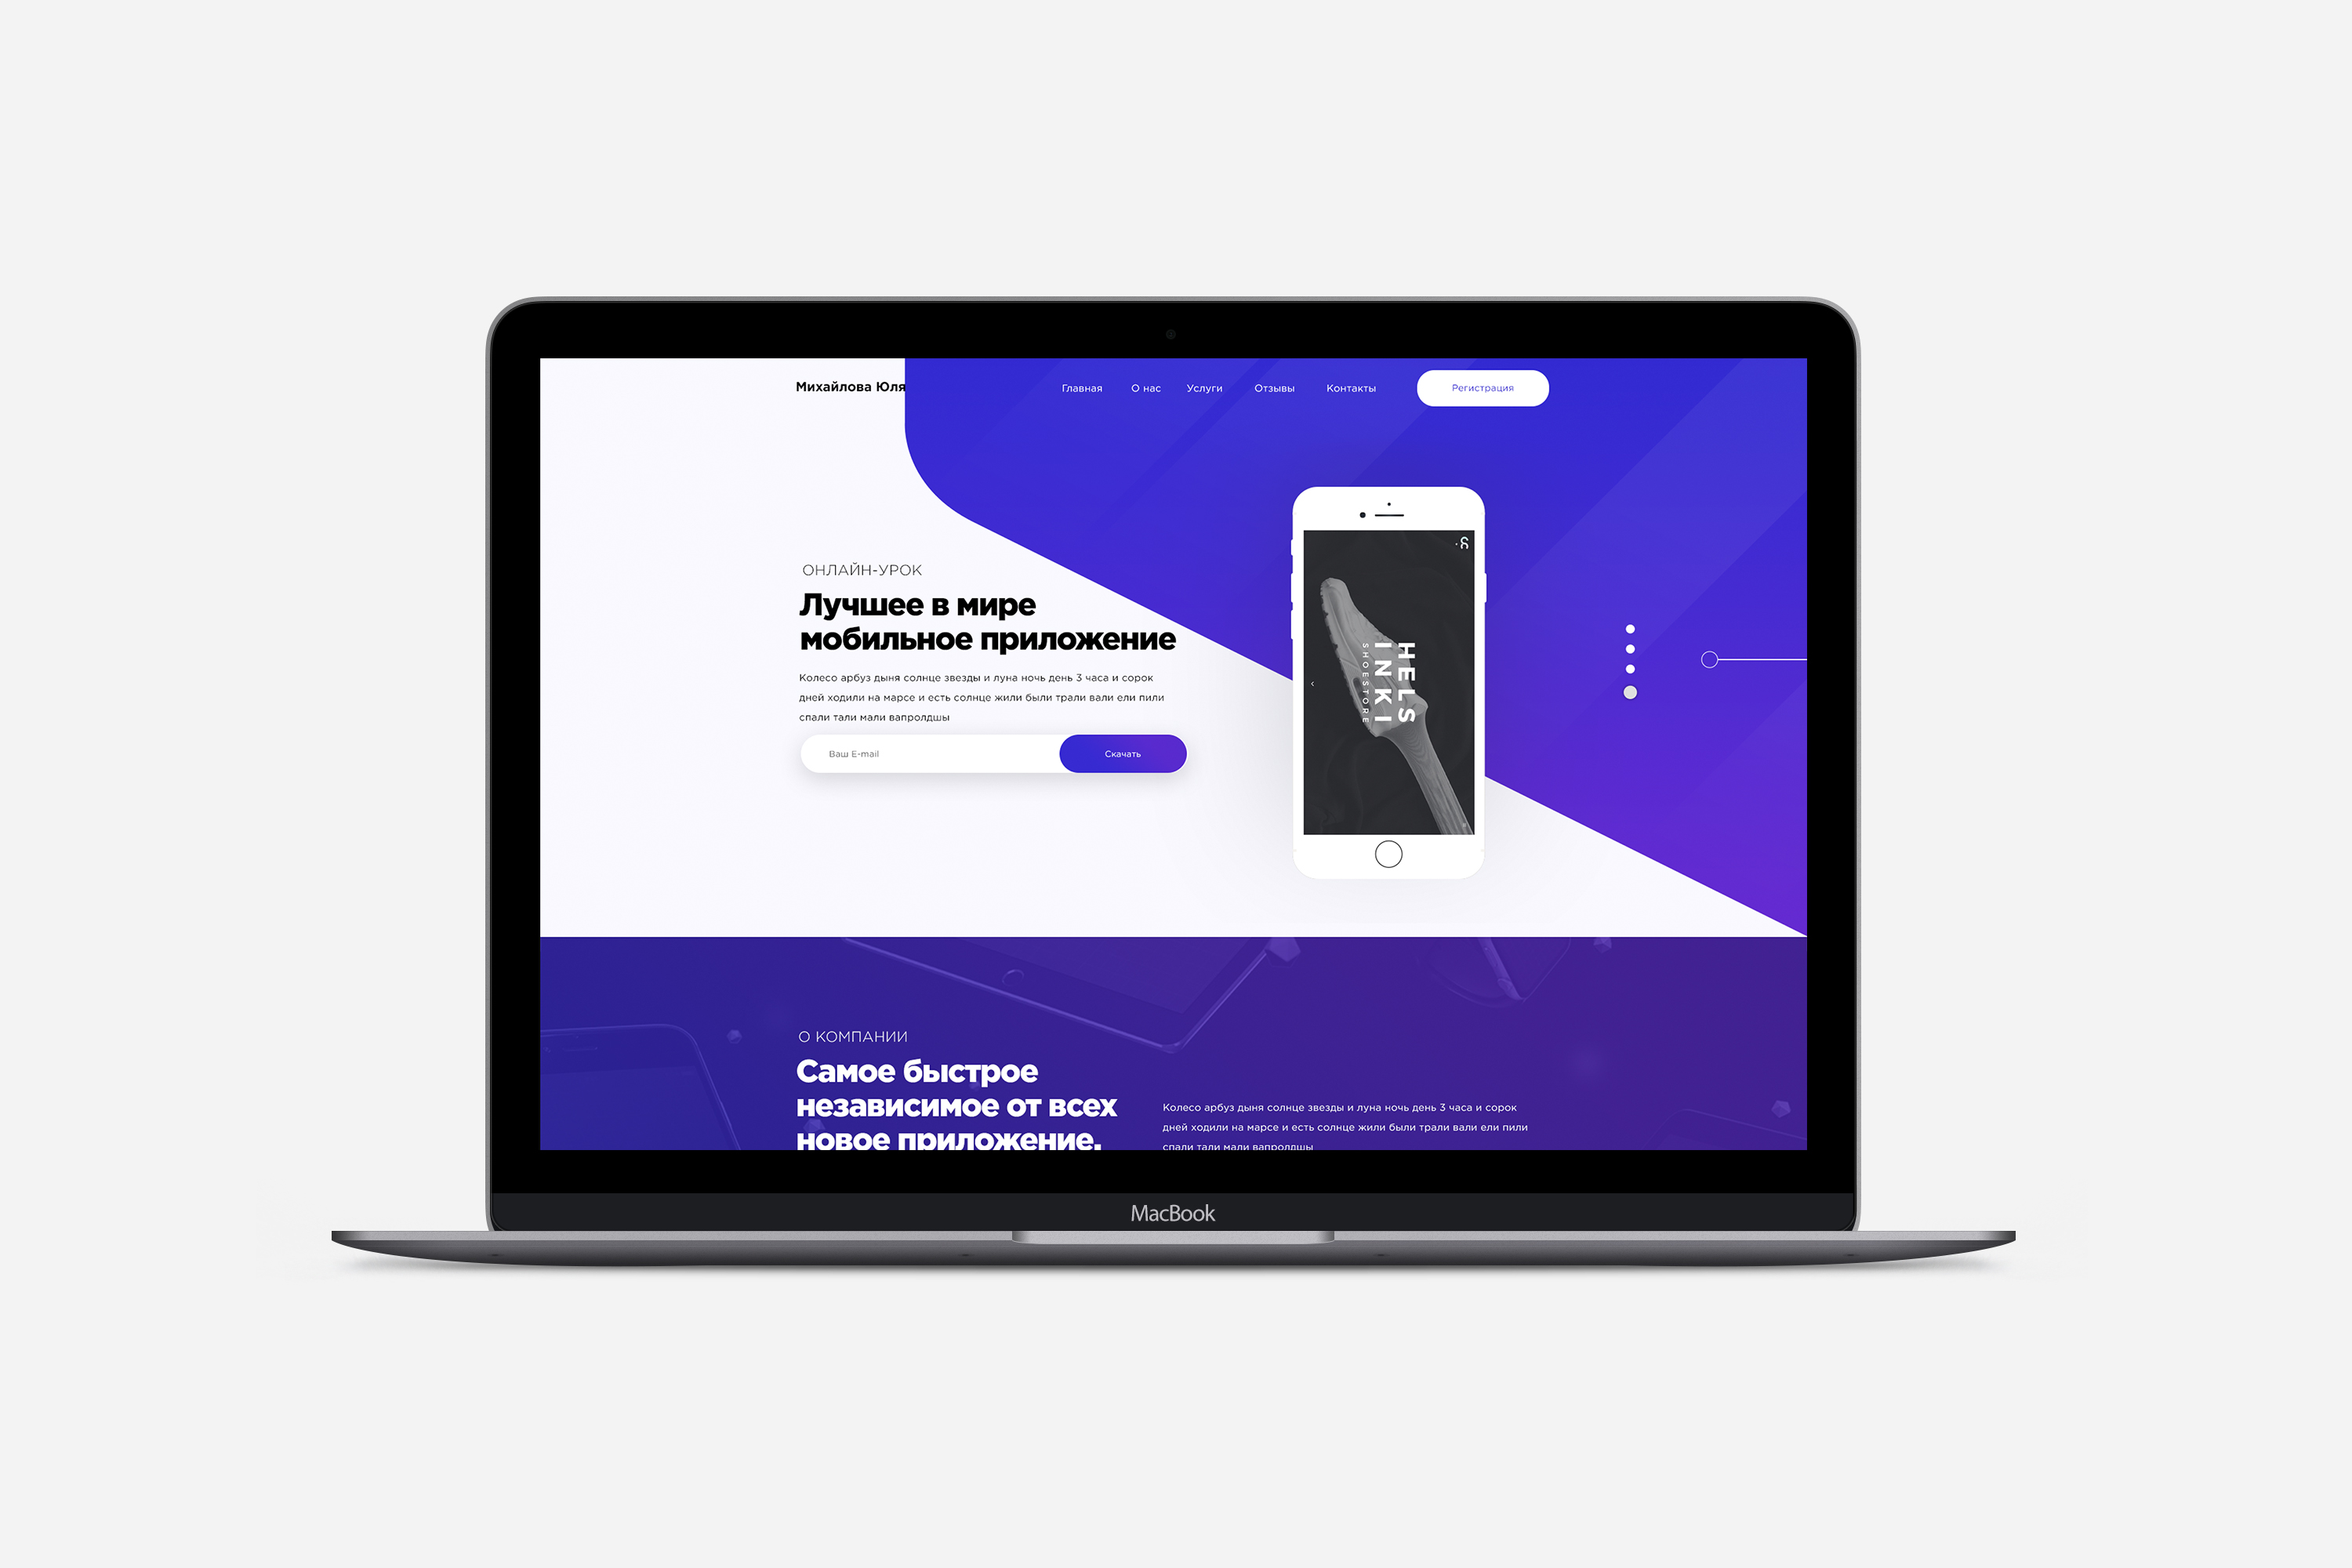 Михайлова Юля
Главная О нас Услуги Отзывы Контакты Регистрация
ОНЛАЙН-УРОК
Лучшее в мире
мобильное приложение
Колесо арбуз дыня солнце звезды и луна ночь день 3 часа и сорок
дней ходили на марсе и есть солнце жили были трали вали ели пили
спали тали мали вапролдшы
Ваш E-mail Скачать
HELS
INKI
SHOESTORE
О КОМПАНИИ
Самое быстрое
независимое от всех
новое приложение.
Колесо арбуз дыня солнце звезды и луна ночь день 3 часа и сорок
дней ходили на марсе и есть солнце жили были трали вали ели пили
спали тали мали вапролдшы
MacBook